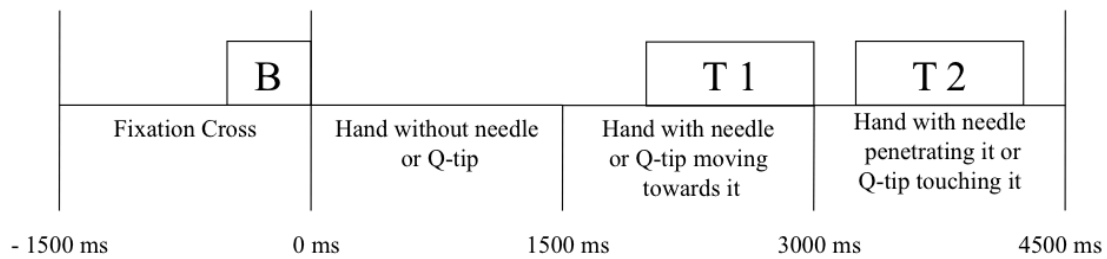 B
T 1
T 2
Fixation Cross
Hand without needle
or Q-tip
Hand with needle
or Q-tip moving
towards it
Hand with needle
penetrating it or
Q-tip touching it
- 1500 ms
0 ms
1500 ms
3000 ms
4500 ms